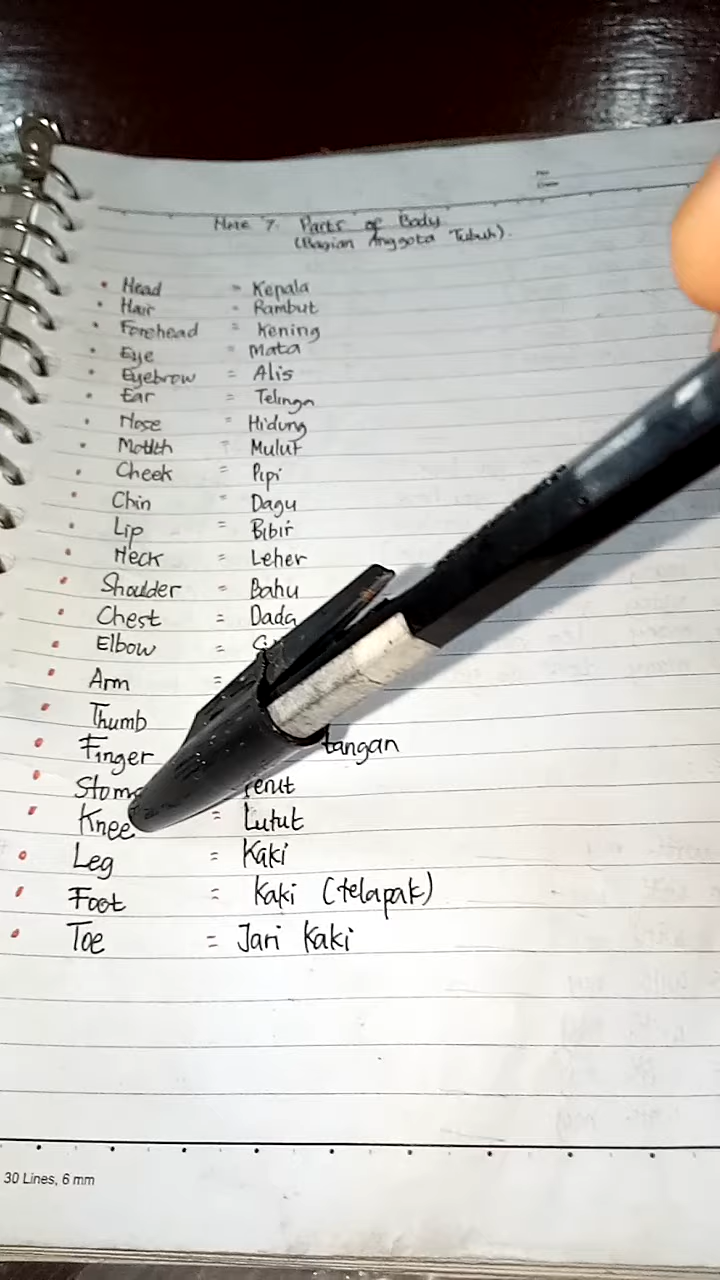 Note 7. Parts of Body
(Bagian Anggota Tubuh).
• Head = Kepala
• Hair = Rambut
• Forehead = Kening
• Eye = Mata
• Eyebrow = Alis
• Ear = Telinga
• Nose = Hidung
• Mouth = Mulut
• Cheek = Pipi
• Chin = Dagu
• Lip = Bibir
• Neck = Leher
• Shoulder = Bahu
• Chest = Dada
• Elbow =
• Arm =
• Thumb
• Finger tangan
•
• Knee = Lutut
• Leg = Kaki
• Foot = Kaki (telapak)
• Toe = Jari Kaki
30 Lines, 6 mm